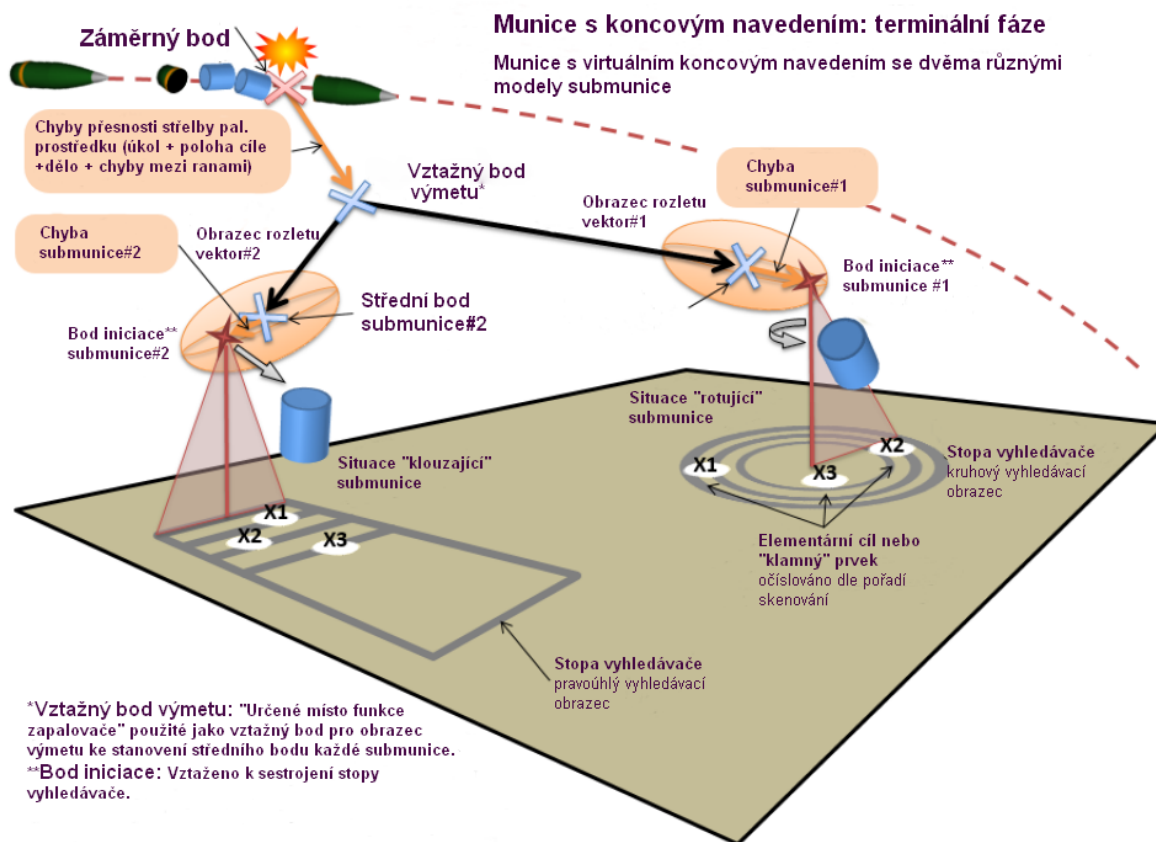 Munice s koncovým navedením: terminální fáze
Munice s virtuálním koncovým navedením se dvěma různými
modely submunice
Záměrný bod
Chyby přesnosti střelby pal.
prostředku (úkol + poloha cíle
+dělo + chyby mezi ranami)
Vztažný bod
výmetu*
Chyba
submunice#1
Obrazec rozletu
vektor#1
Chyba
submunice#2
Obrazec rozletu
vektor#2
Bod iniciace**
submunice #1
Střední bod
submunice#2
Bod iniciace**
submunice#2
Situace "rotující"
submunice
Situace "klouzající"
submunice
X1
X2
X3
Stopa vyhledávače
kruhový vyhledávací
obrazec
X1
X2
X3
Elementární cíl nebo
"klamný" prvek
očíslováno dle pořadí
skenování
Stopa vyhledávače
pravoúhlý vyhledávací
obrazec
*Vztažný bod výmetu: "Určené místo funkce
zapalovače" použité jako vztažný bod pro obrazec
výmetu ke stanovení středního bodu každé submunice.
**Bod iniciace: Vztaženo k sestrojení stopy
vyhledávače.